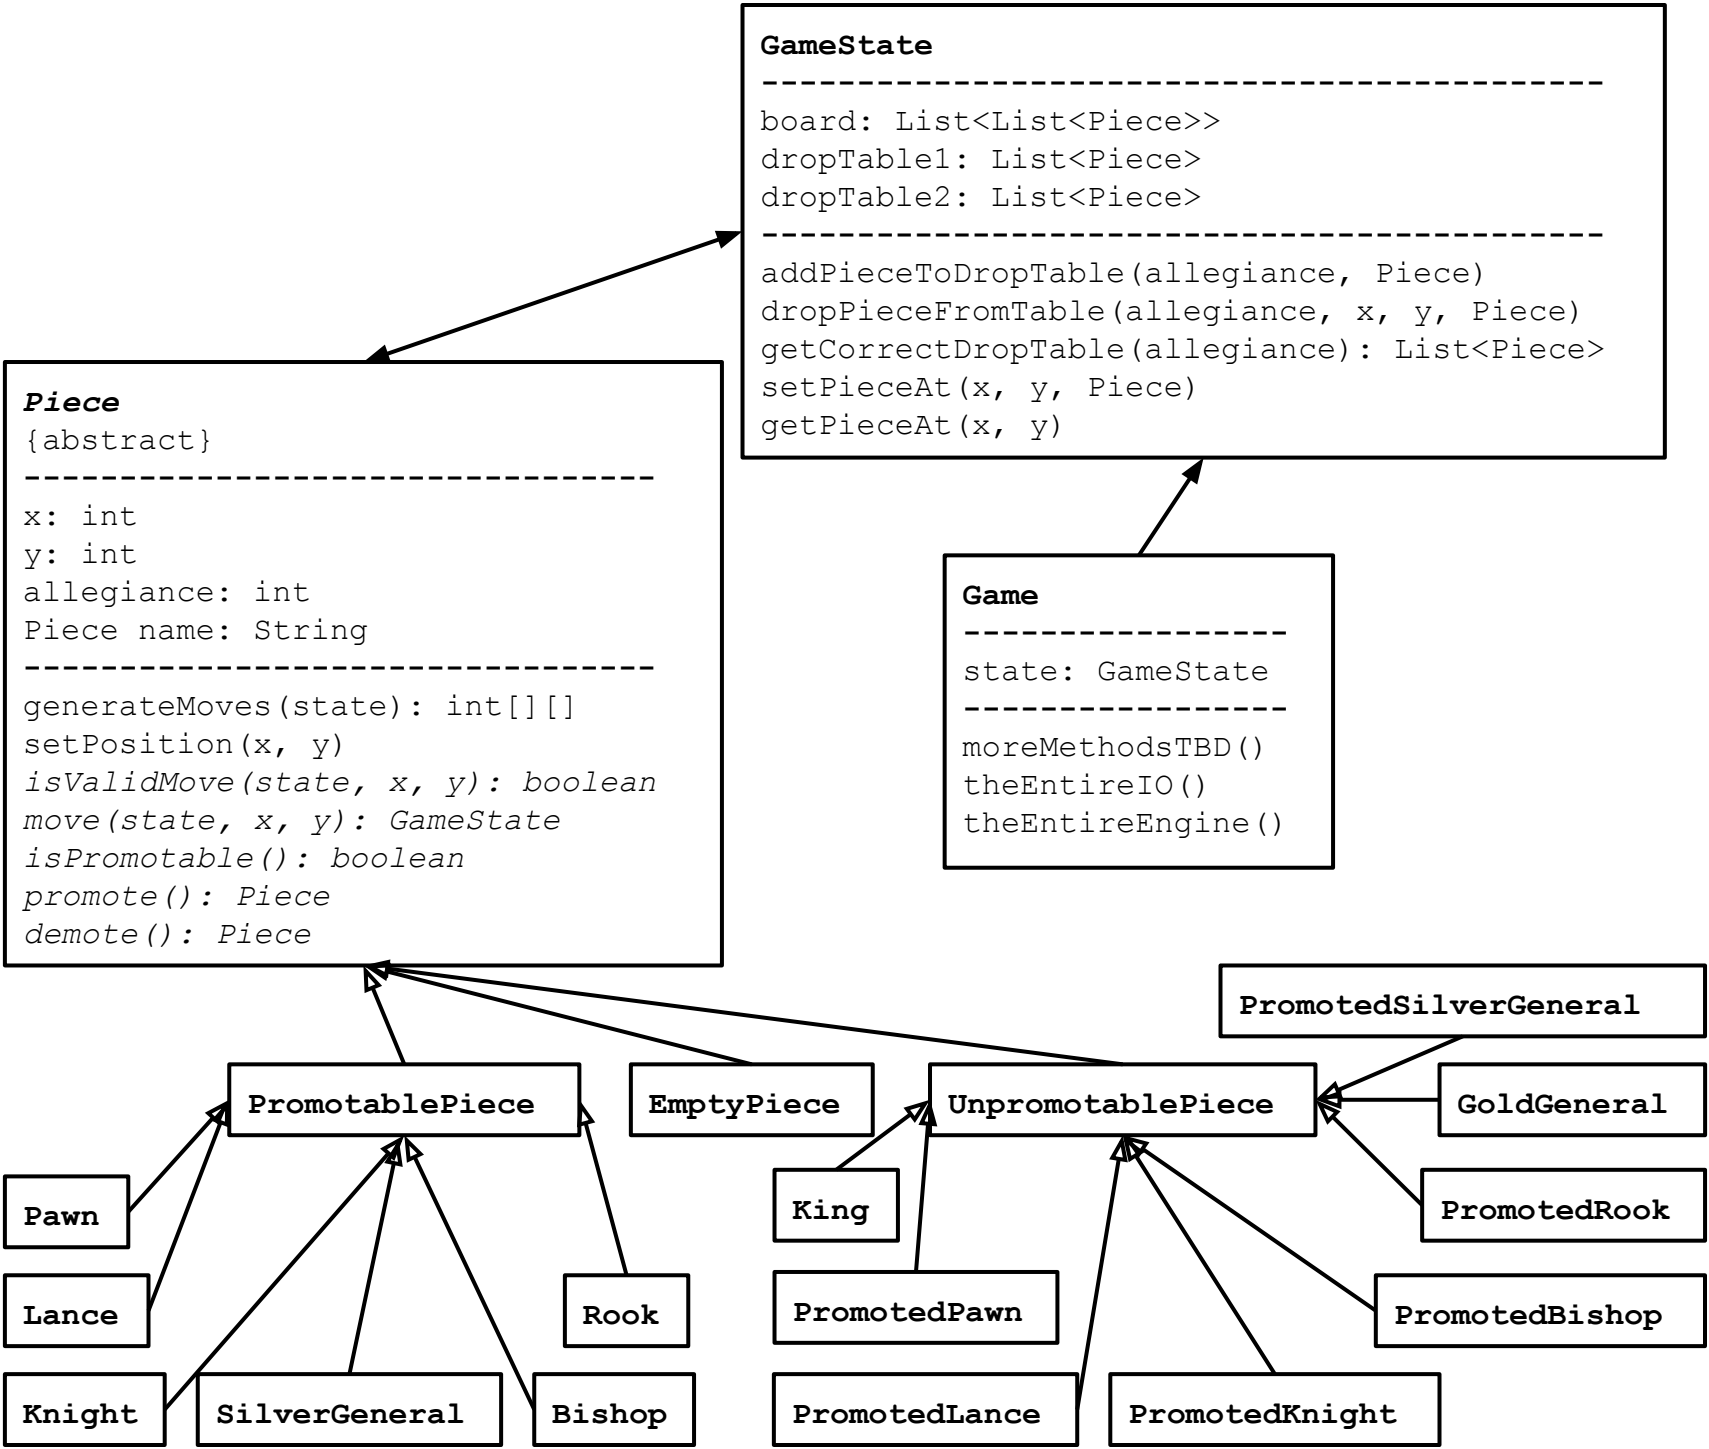 GameState
--------------------------------------------
board: List<List<Piece>>
dropTable1: List<Piece>
dropTable2: List<Piece>
--------------------------------------------
addPieceToDropTable(allegiance, Piece)
dropPieceFromTable(allegiance, x, y, Piece)
getCorrectDropTable(allegiance): List<Piece>
setPieceAt(x, y, Piece)
getPieceAt(x, y)
Piece
{abstract}
---------------------------------
x: int
y: int
allegiance: int
Piece name: String
---------------------------------
generateMoves(state): int[][]
setPosition(x, y)
isValidMove(state, x, y): boolean
move(state, x, y): GameState
isPromotable(): boolean
promote(): Piece
demote(): Piece
Game
-----------------
state: GameState
-----------------
moreMethodsTBD()
theEntireIO()
theEntireEngine()
PromotedSilverGeneral
PromotablePiece
EmptyPiece
UnpromotablePiece
GoldGeneral
Pawn
King
PromotedRook
Lance
Rook
PromotedPawn
PromotedBishop
Knight
SilverGeneral
Bishop
PromotedLance
PromotedKnight